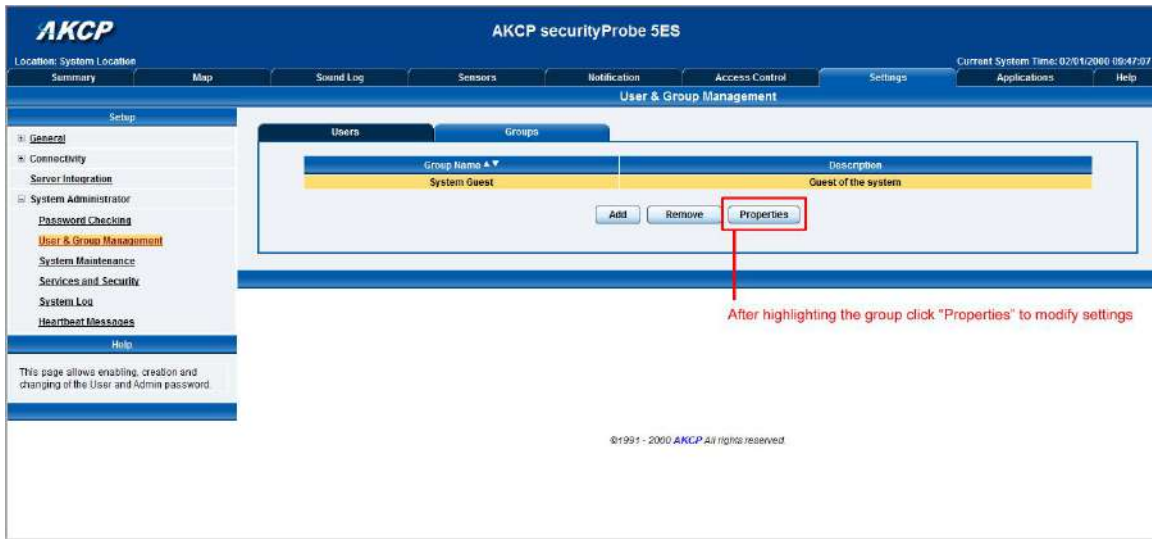 AKCP
AKCP securityProbe 5ES
Location: System Location
Current System Time: 02/01/2000 09:47:07
Summary Map Sound Log Sensors Notification Access Control Settings Applications Help
User & Group Management
Setup
General
Connectivity
Server Integration
System Administrator
Password Checking
User & Group Management
System Maintenance
Services and Security
System Log
Heartbeat Messages
Help
This page allows enabling, creation and
changing of the User and Admin password.
Users Groups
Group Name ▲▼ Description
System Guest Guest of the system
Add Remove Properties
After highlighting the group click "Properties" to modify settings
©1991 - 2000 AKCP All rights reserved.